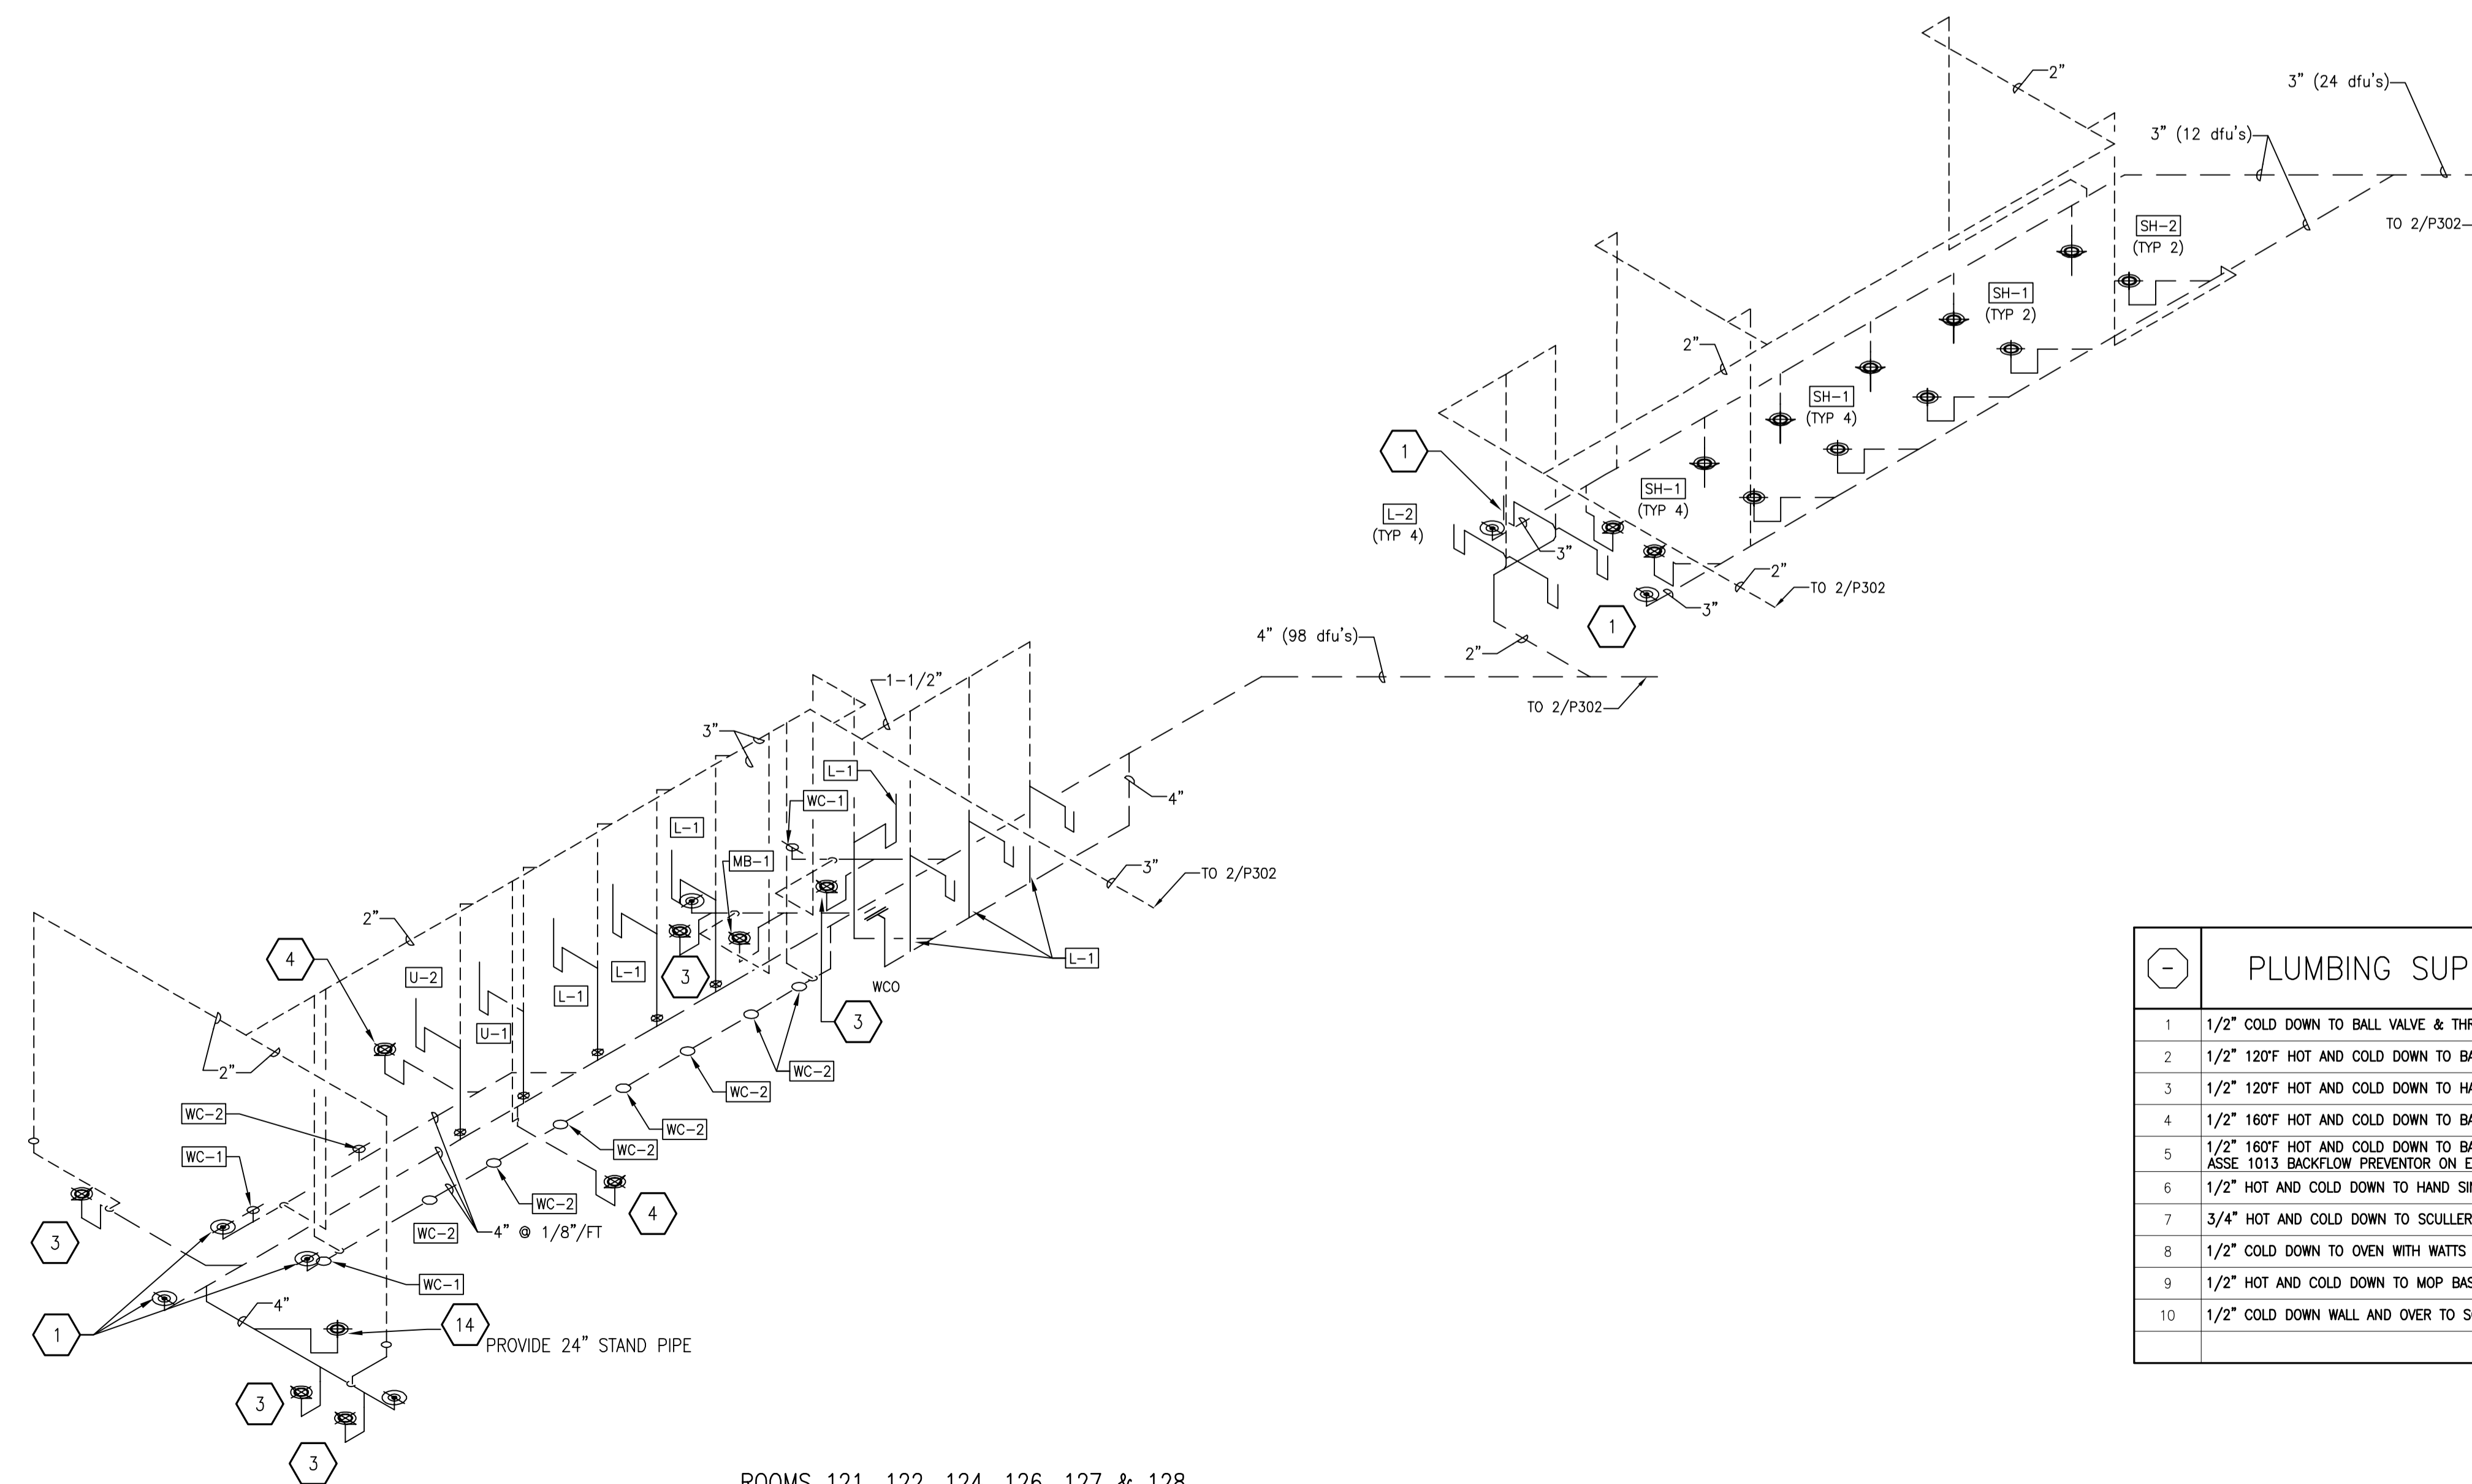 2"
3" (24 dfu's)
3" (12 dfu's)
TO 2/P302
SH-2
(TYP 2)
SH-1
(TYP 2)
2"
SH-1
(TYP 4)
1
SH-1
(TYP 4)
L-2
(TYP 4)
3"
2"
TO 2/P302
3"
1
4" (98 dfu's)
2"
TO 2/P302
1-1/2"
3"
L-1
WC-1
4"
L-1
MB-1
3"
TO 2/P302
2"
4
U-2
L-1
3
L-1
WCO
L-1
3
U-1
2"
WC-2
WC-2
WC-2
WC-2
WC-1
WC-2
WC-2
WC-2
4" @ 1/8"/FT
4
3
WC-1
4"
14
PROVIDE 24" STAND PIPE
1
3
3
ROOMS 121, 122, 124, 126, 127 & 128
- PLUMBING SUP
1 1/2" COLD DOWN TO BALL VALVE & THR
2 1/2" 120°F HOT AND COLD DOWN TO BA
3 1/2" 120°F HOT AND COLD DOWN TO HA
4 1/2" 160°F HOT AND COLD DOWN TO BA
5 1/2" 160°F HOT AND COLD DOWN TO BA
ASSE 1013 BACKFLOW PREVENTOR ON E
6 1/2" HOT AND COLD DOWN TO HAND SI
7 3/4" HOT AND COLD DOWN TO SCULLER
8 1/2" COLD DOWN TO OVEN WITH WATTS
9 1/2" HOT AND COLD DOWN TO MOP BAS
10 1/2" COLD DOWN WALL AND OVER TO S